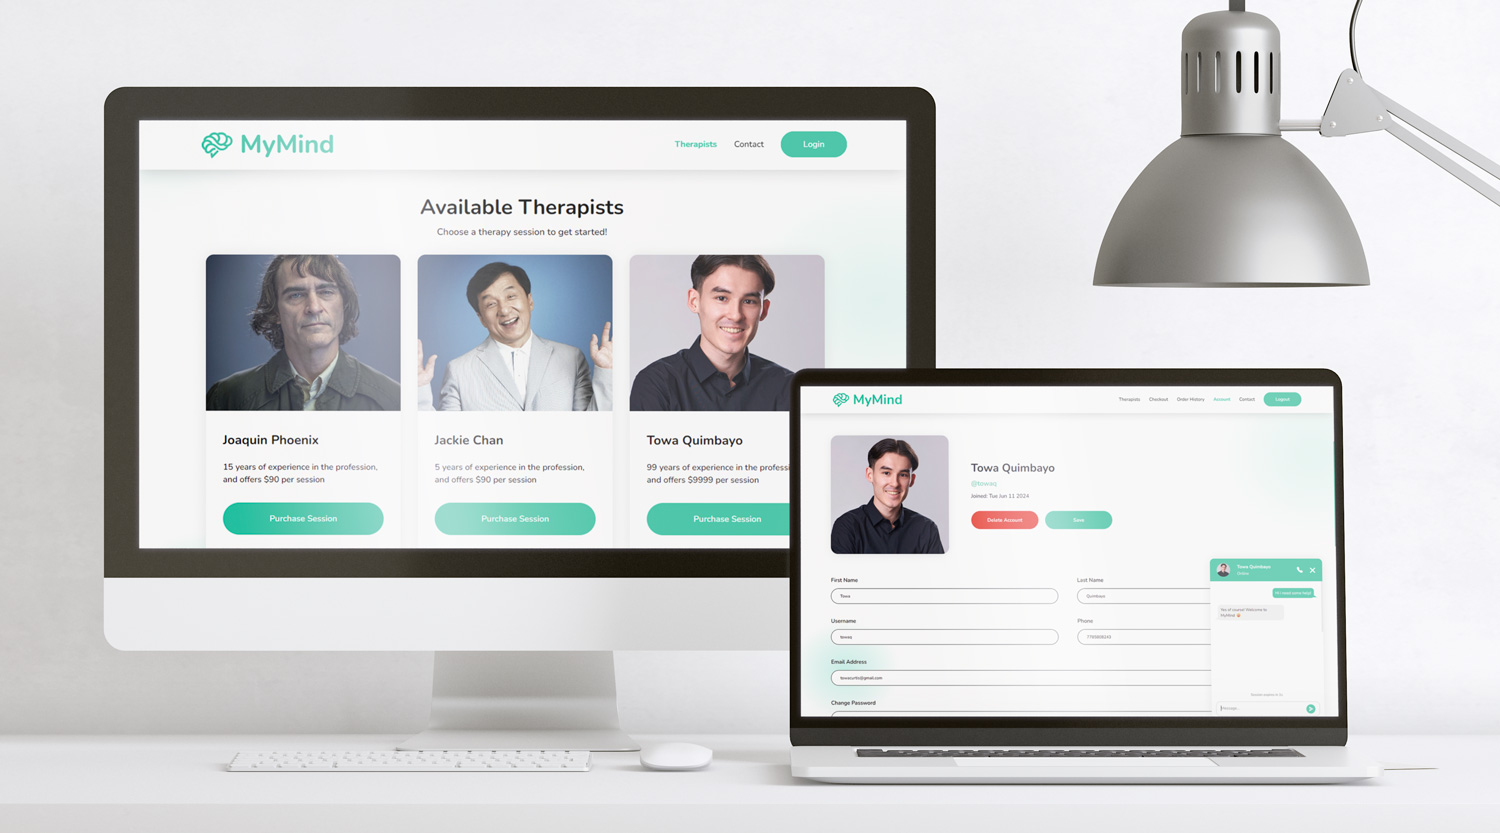 MyMind
Therapists
Contact
Login
Available Therapists
Choose a therapy session to get started!
Joaquin Phoenix
15 years of experience in the profession,
and offers $90 per session
Purchase Session
Jackie Chan
5 years of experience in the profession,
and offers $90 per session
Purchase Session
Towa Quimbayo
99 years of experience in the professi
and offers $9999 per session
Purchase Session
MyMind
Therapists
Checkout
Order History
Account
Contact
Logout
Towa Quimbayo
@towaq
Joined: Tue Jun 11 2024
Delete Account
Save
First Name
Towa
Last Name
Quimbayo
Username
towaq
Phone
Email Address
towacurbs@gmail.com
Change Password
Towa Quimbayo
Online
Hi I need some help!
Yes of course! Welcome to
MyMind!
Message...